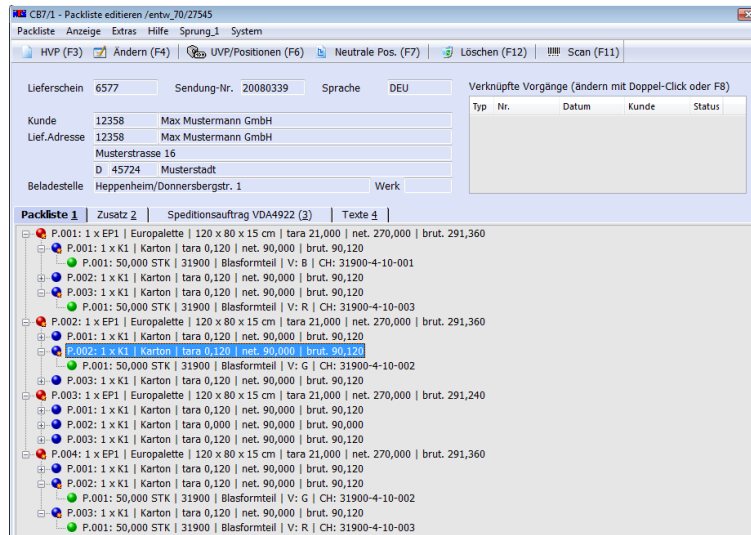 CB7/1 - Packliste editieren /entw_70/27545
Packliste Anzeige Extras Hilfe Sprung_1 System
HVP (F3) Ändern (F4) UVP/Positionen (F6) Neutrale Pos. (F7) Löschen (F12) Scan (F11)
Lieferschein 6577 Sendung-Nr. 20080339 Sprache DEU
Verknüpfte Vorgänge (ändern mit Doppel-Click oder F8)
Typ Nr. Datum Kunde Status
Kunde 12358 Max Mustermann GmbH
Lief.Adresse 12358 Max Mustermann GmbH
Musterstrasse 16
D 45724 Musterstadt
Beladestelle Heppenheim/Donnersbergstr. 1 Werk
Packliste 1 Zusatz 2 Speditionsauftrag VDA4922 (3) Texte 4
P.001: 1 x EP1 | Europalette | 120 x 80 x 15 cm | tara 21,000 | net. 270,000 | brut. 291,360
P.001: 1 x K1 | Karton | tara 0,120 | net. 90,000 | brut. 90,120
P.001: 50,000 STK | 31900 | Blasformteil | V: B | CH: 31900-4-10-001
P.002: 1 x K1 | Karton | tara 0,120 | net. 90,000 | brut. 90,120
P.003: 1 x K1 | Karton | tara 0,120 | net. 90,000 | brut. 90,120
P.001: 50,000 STK | 31900 | Blasformteil | V: R | CH: 31900-4-10-003
P.002: 1 x EP1 | Europalette | 120 x 80 x 15 cm | tara 21,000 | net. 270,000 | brut. 291,360
P.001: 1 x K1 | Karton | tara 0,120 | net. 90,000 | brut. 90,120
P.002: 1 x K1 | Karton | tara 0,120 | net. 90,000 | brut. 90,120
P.001: 50,000 STK | 31900 | Blasformteil | V: G | CH: 31900-4-10-002
P.003: 1 x K1 | Karton | tara 0,120 | net. 90,000 | brut. 90,120
P.003: 1 x EP1 | Europalette | 120 x 80 x 15 cm | tara 21,000 | net. 270,000 | brut. 291,240
P.001: 1 x K1 | Karton | tara 0,120 | net. 90,000 | brut. 90,120
P.002: 1 x K1 | Karton | tara 0,000 | net. 90,000 | brut. 90,000
P.003: 1 x K1 | Karton | tara 0,120 | net. 90,000 | brut. 90,120
P.004: 1 x EP1 | Europalette | 120 x 80 x 15 cm | tara 21,000 | net. 270,000 | brut. 291,360
P.001: 1 x K1 | Karton | tara 0,120 | net. 90,000 | brut. 90,120
P.002: 1 x K1 | Karton | tara 0,120 | net. 90,000 | brut. 90,120
P.001: 50,000 STK | 31900 | Blasformteil | V: G | CH: 31900-4-10-002
P.003: 1 x K1 | Karton | tara 0,120 | net. 90,000 | brut. 90,120
P.001: 50,000 STK | 31900 | Blasformteil | V: R | CH: 31900-4-10-003